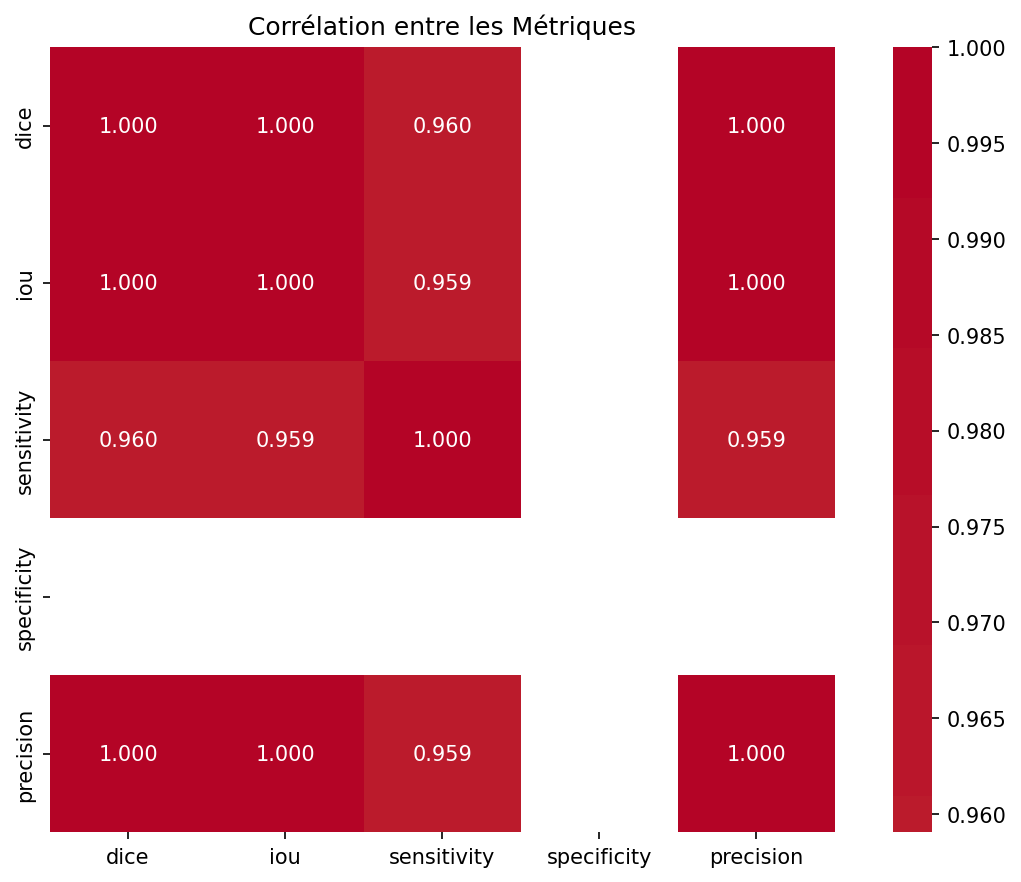 Corrélation entre les Métriques
dice 1.000 1.000 0.960 1.000
iou 1.000 1.000 0.959 1.000
sensitivity 0.960 0.959 1.000 0.959
specificity
precision 1.000 1.000 0.959 1.000
dice iou sensitivity specificity precision
1.000
0.995
0.990
0.985
0.980
0.975
0.970
0.965
0.960